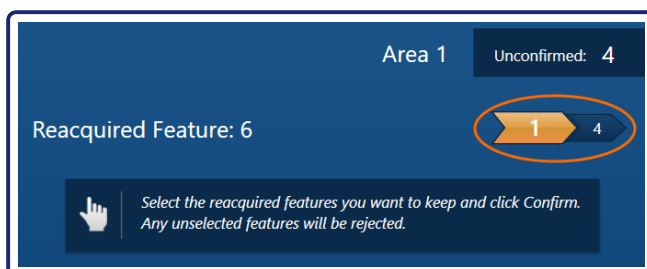 Area 1 Unconfirmed: 4
Reacquired Feature: 6 1 4
Select the reacquired features you want to keep and click Confirm.
Any unselected features will be rejected.